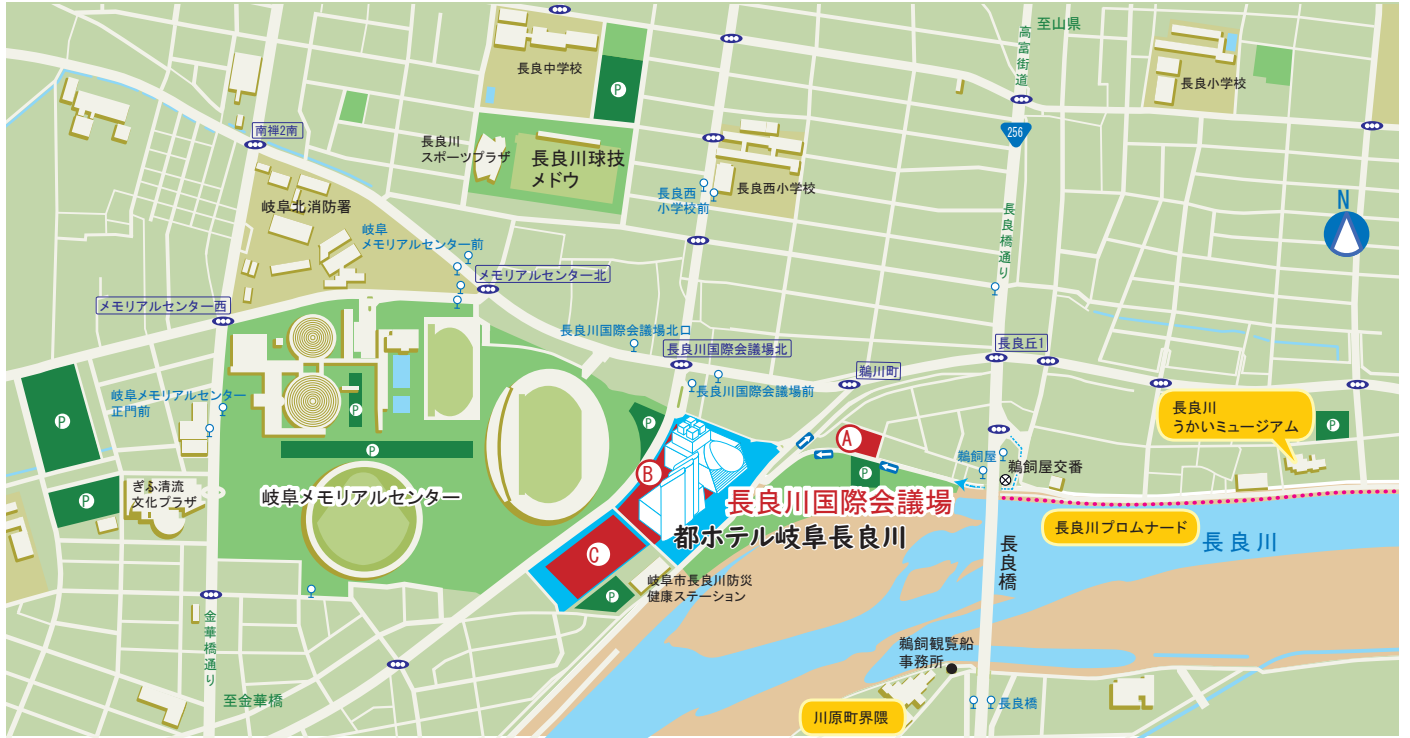 至山県
高富街道
長良中学校
長良小学校
P
256
南禅2南
長良川
スポーツプラザ
長良川球技
メドウ
長良西小学校
長良西
小学校前
N
岐阜北消防署
岐阜
メモリアルセンター前
長良橋通り
メモリアルセンター北
メモリアルセンター西
長良川国際会議場北口
長良川国際会議場北
長良丘1
鵜川町
長良川国際会議場前
岐阜メモリアルセンター
正門前
P
P
P
P
P
P
P
P
長良川
うかいミュージアム
A
B
C
鵜飼屋
鵜飼屋交番
ぎふ清流
文化プラザ
岐阜メモリアルセンター
長良川国際会議場
都ホテル岐阜長良川
長良川プロムナード
長良川
長良橋
岐阜市長良川防災
健康ステーション
金華橋通り
至金華橋
鵜飼観覧船
事務所
川原町界隈
長良橋